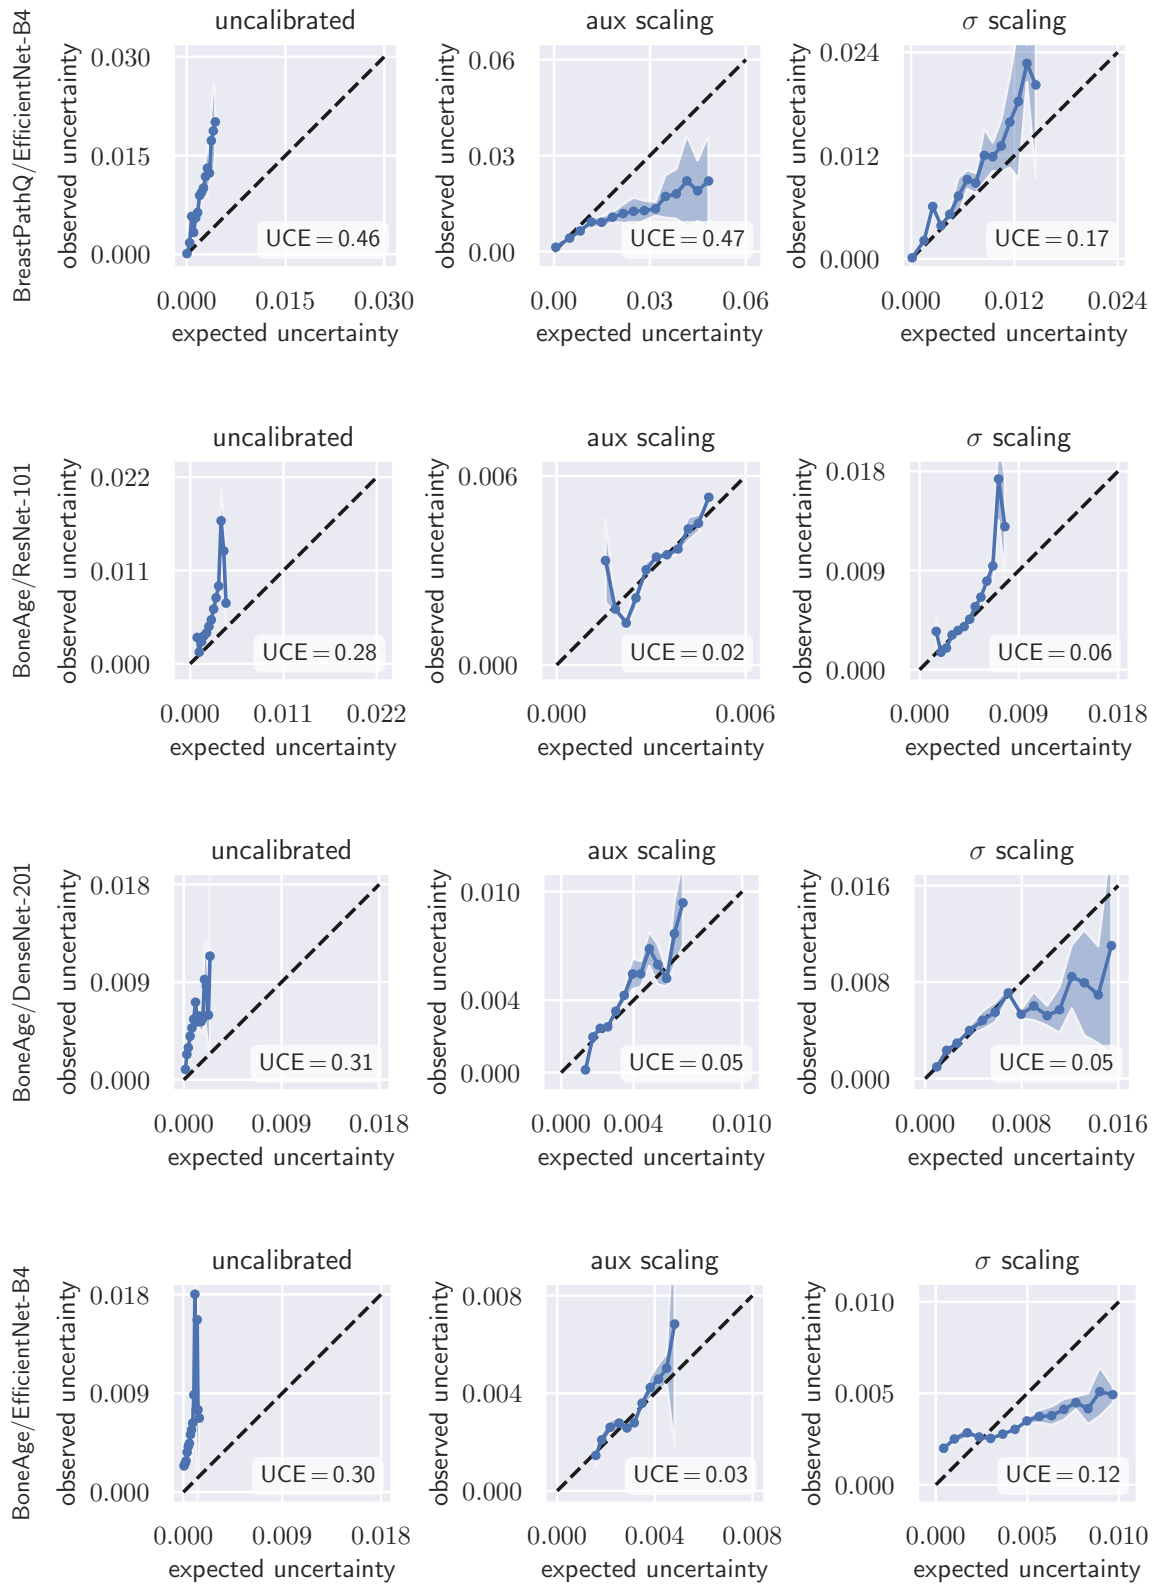 BreastPathQ/EfficientNet-B4
uncalibrated
observed uncertainty
0.030
0.015
0.000
UCE = 0.46
0.000 0.015 0.030
expected uncertainty
aux scaling
observed uncertainty
0.06
0.03
0.00
UCE = 0.47
0.00 0.03 0.06
expected uncertainty
σ scaling
observed uncertainty
0.024
0.012
0.000
UCE = 0.17
0.000 0.012 0.024
expected uncertainty
BoneAge/ResNet-101
uncalibrated
observed uncertainty
0.022
0.011
0.000
UCE = 0.28
0.000 0.011 0.022
expected uncertainty
aux scaling
observed uncertainty
0.006
0.000
UCE = 0.02
0.000 0.006
expected uncertainty
σ scaling
observed uncertainty
0.018
0.009
0.000
UCE = 0.06
0.000 0.009 0.018
expected uncertainty
BoneAge/DenseNet-201
uncalibrated
observed uncertainty
0.018
0.009
0.000
UCE = 0.31
0.000 0.009 0.018
expected uncertainty
aux scaling
observed uncertainty
0.010
0.004
0.000
UCE = 0.05
0.000 0.004 0.010
expected uncertainty
σ scaling
observed uncertainty
0.016
0.008
0.000
UCE = 0.05
0.000 0.008 0.016
expected uncertainty
BoneAge/EfficientNet-B4
uncalibrated
observed uncertainty
0.018
0.009
0.000
UCE = 0.30
0.000 0.009 0.018
expected uncertainty
aux scaling
observed uncertainty
0.008
0.004
0.000
UCE = 0.03
0.000 0.004 0.008
expected uncertainty
σ scaling
observed uncertainty
0.010
0.005
0.000
UCE = 0.12
0.000 0.005 0.010
expected uncertainty